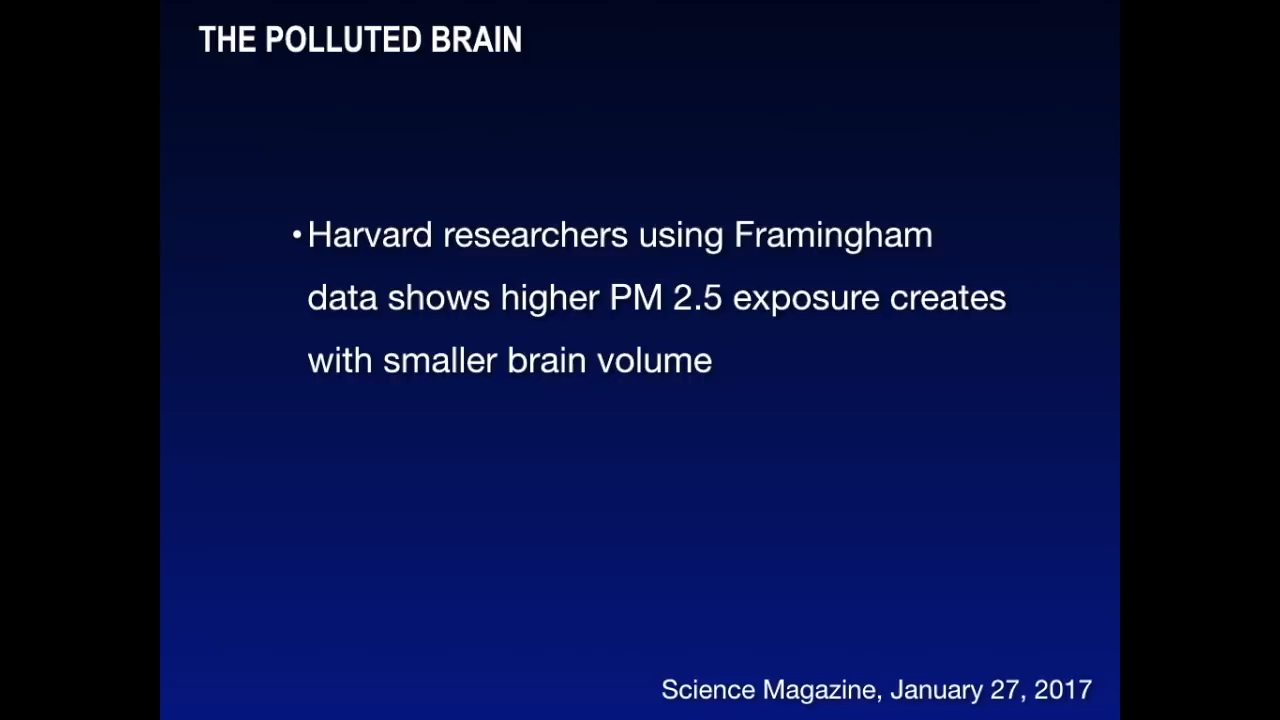 THE POLLUTED BRAIN
•Harvard researchers using Framingham
data shows higher PM 2.5 exposure creates
with smaller brain volume
Science Magazine, January 27, 2017